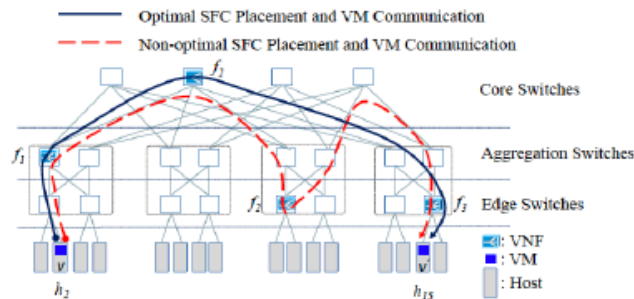 Optimal SFC Placement and VM Communication
Non-optimal SFC Placement and VM Communication
f2
Core Switches
f1
Aggregation Switches
f2
f3
Edge Switches
: VNF
: VM
: Host
v
v
h2
h15